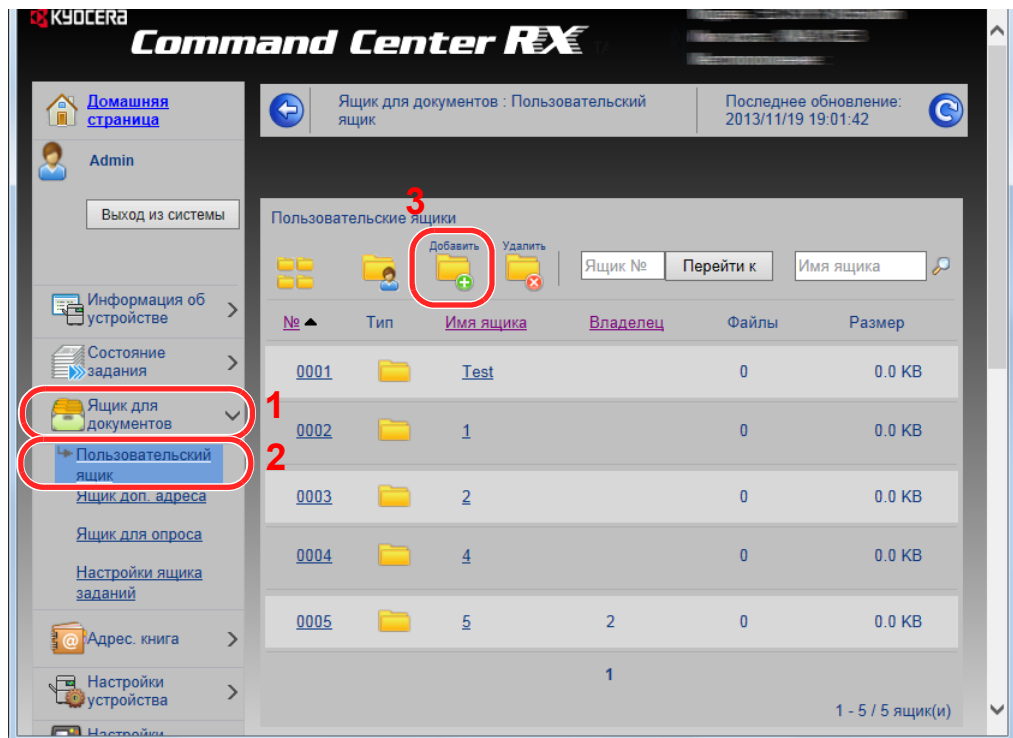 KYOCERA
Command Center RX
Домашняя
страница
Ящик для документов : Пользовательский
ящик
Последнее обновление:
2013/11/19 19:01:42
Admin
Выход из системы
3
Пользовательские ящики
Добавить
Удалить
Ящик №
Перейти к
Имя ящика
Информация об
устройстве
№ Тип Имя ящика Владелец Файлы Размер
Состояние
задания
0001 Test 0 0.0 KB
Ящик для
документов
1
0002 1 0 0.0 KB
Пользовательский
ящик
2
Ящик доп. адреса
0003 2 0 0.0 KB
Ящик для опроса
0004 4 0 0.0 KB
Настройки ящика
заданий
0005 5 2 0 0.0 KB
Адрес. книга
1
Настройки
устройства
1 - 5 / 5 ящик(и)
Настройки